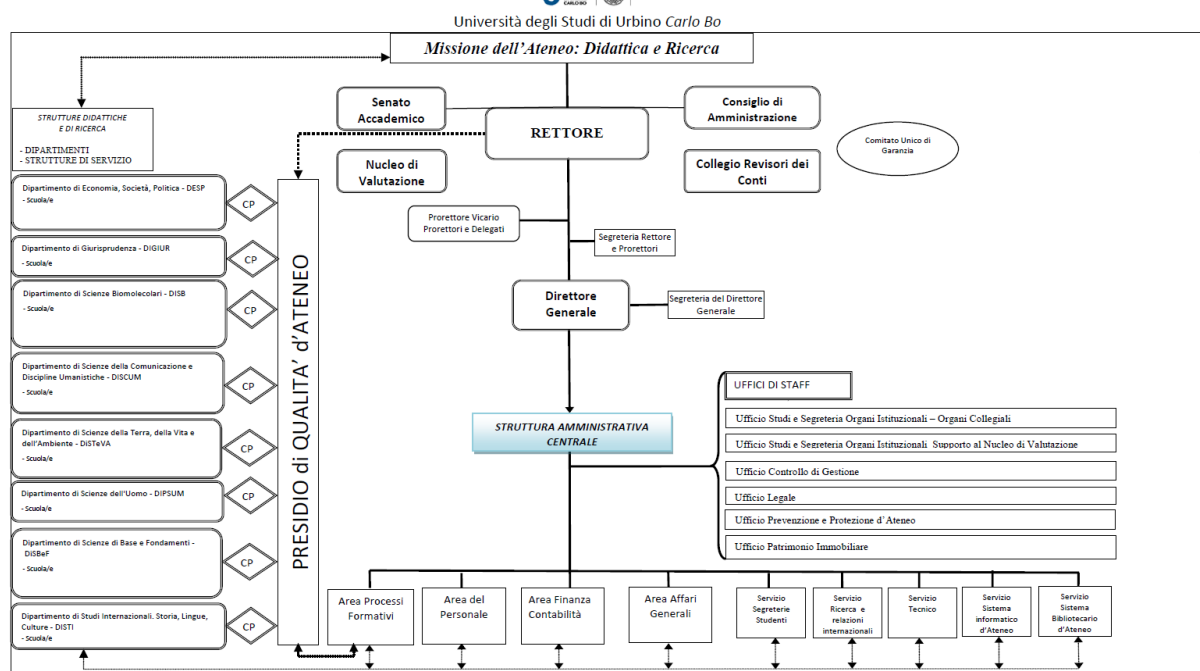 CARLO BO
Università degli Studi di Urbino Carlo Bo
Missione dell'Ateneo: Didattica e Ricerca
STRUTTURE DIDATTICHE
E DI RICERCA
- DIPARTIMENTI
- STRUTTURE DI SERVIZIO
Senato
Accademico
Consiglio di
Amministrazione
RETTORE
Nucleo di
Valutazione
Collegio Revisori dei
Conti
Comitato Unico di
Garanzia
Dipartimento di Economia, Società, Politica - DESP
- Scuola/e
CP
Dipartimento di Giurisprudenza - DIGIUR
- Scuola/e
CP
Dipartimento di Scienze Biomolecolari - DISB
- Scuola/e
CP
Dipartimento di Scienze della Comunicazione e
Discipline Umanistiche - DISCUM
- Scuola/e
CP
Dipartimento di Scienze della Terra, della Vita e
dell'Ambiente - DiSTeVA
- Scuola/e
CP
Dipartimento di Scienze dell'Uomo - DIPSUM
- Scuola/e
CP
Dipartimento di Scienze di Base e Fondamenti -
DiSBeF
- Scuola/e
CP
Dipartimento di Studi Internazionali. Storia, Lingue,
Culture - DISTI
- Scuola/e
CP
PRESIDIO di QUALITA' d'ATENEO
Prorettore Vicario
Prorettori e Delegati
Segreteria Rettore
e Prorettori
Direttore
Generale
Segreteria del Direttore
Generale
STRUTTURA AMMINISTRATIVA
CENTRALE
UFFICI DI STAFF
Ufficio Studi e Segreteria Organi Istituzionali – Organi Collegiali
Ufficio Studi e Segreteria Organi Istituzionali Supporto al Nucleo di Valutazione
Ufficio Controllo di Gestione
Ufficio Legale
Ufficio Prevenzione e Protezione d'Ateneo
Ufficio Patrimonio Immobiliare
Area Processi
Formativi
Area del
Personale
Area Finanza
Contabilità
Area Affari
Generali
Servizio
Segreterie
Studenti
Servizio
Ricerca e
relazioni
internazionali
Servizio
Tecnico
Servizio
Sistema
informatico
d'Ateneo
Servizio
Sistema
Bibliotecario
d'Ateneo